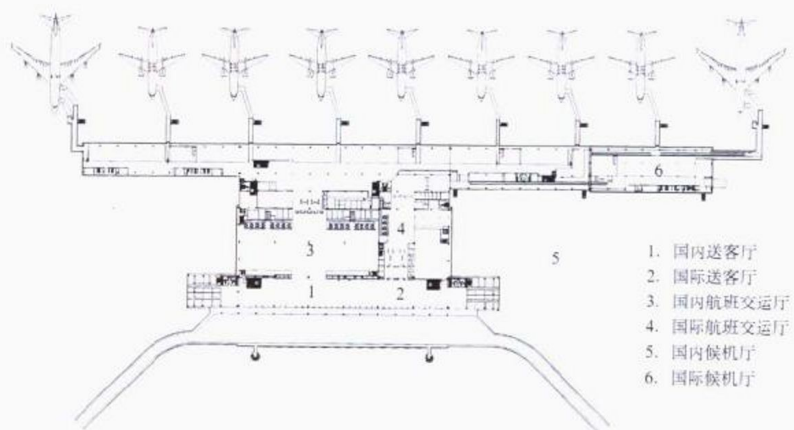 6
4
3
5
1
2
1. 国内送客厅
2. 国际送客厅
3. 国内航班交运厅
4. 国际航班交运厅
5. 国内候机厅
6. 国际候机厅